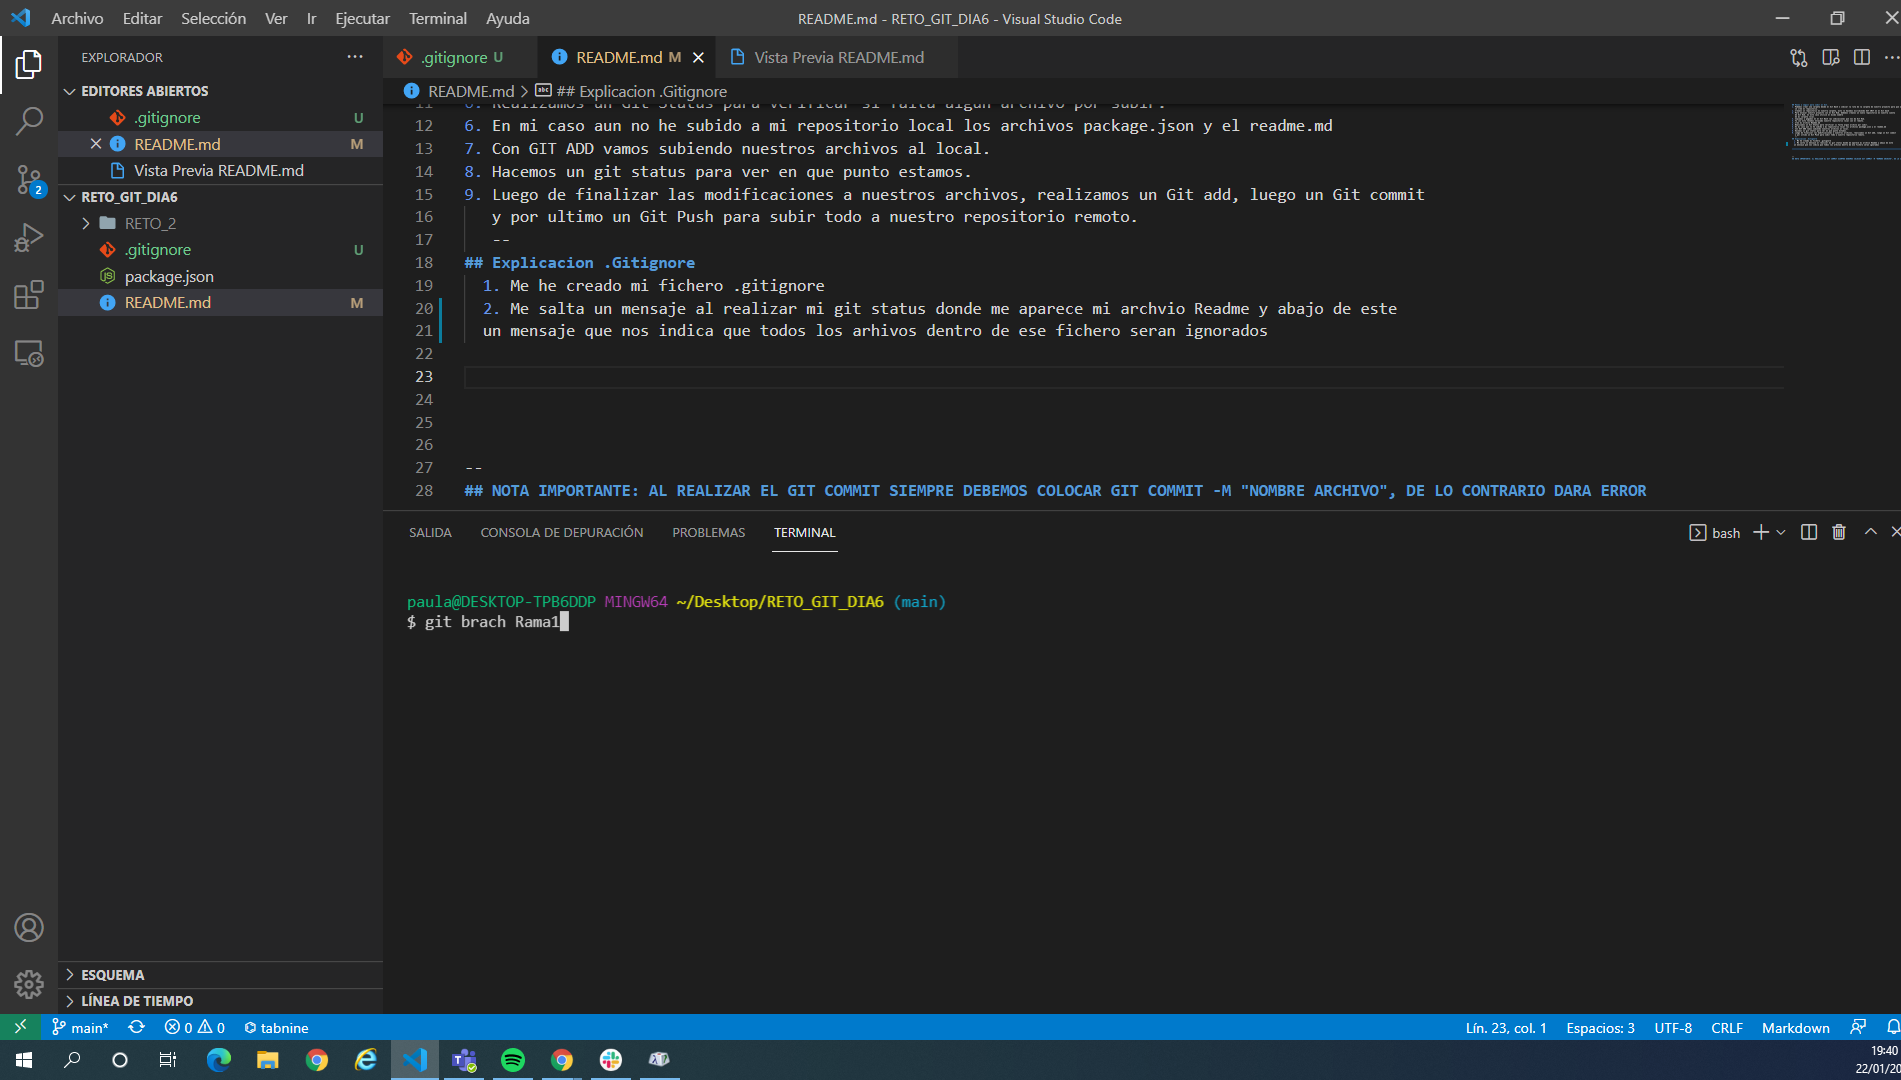 Archivo Editar Selección Ver Ir Ejecutar Terminal Ayuda
README.md - RETO_GIT_DIA6 - Visual Studio Code
EXPLORADOR
EDITORES ABIERTOS
.gitignore U
README.md M
Vista Previa README.md
RETO_GIT_DIA6
RETO_2
.gitignore U
package.json
README.md M
2
ESQUEMA
LÍNEA DE TIEMPO
.gitignore U
README.md M
Vista Previa README.md
README.md > ## Explicacion .Gitignore
12 6. En mi caso aun no he subido a mi repositorio local los archivos package.json y el readme.md
13 7. Con GIT ADD vamos subiendo nuestros archivos al local.
14 8. Hacemos un git status para ver en que punto estamos.
15 9. Luego de finalizar las modificaciones a nuestros archivos, realizamos un Git add, luego un Git commit
16 y por ultimo un Git Push para subir todo a nuestro repositorio remoto.
17 --
18 ## Explicacion .Gitignore
19 1. Me he creado mi fichero .gitignore
20 2. Me salta un mensaje al realizar mi git status donde me aparece mi archvio Readme y abajo de este
21 un mensaje que nos indica que todos los arhivos dentro de ese fichero seran ignorados
22
23
24
25
26
27 --
28 ## NOTA IMPORTANTE: AL REALIZAR EL GIT COMMIT SIEMPRE DEBEMOS COLOCAR GIT COMMIT -M "NOMBRE ARCHIVO", DE LO CONTRARIO DARA ERROR
SALIDA CONSOLA DE DEPURACIÓN PROBLEMAS TERMINAL
bash
paula@DESKTOP-TPB6DDP MINGW64 ~/Desktop/RETO_GIT_DIA6 (main)
$ git brach Rama1
main* 0 0 tabnine
Lín. 23, col. 1 Espacios: 3 UTF-8 CRLF Markdown
19:40
22/01/20